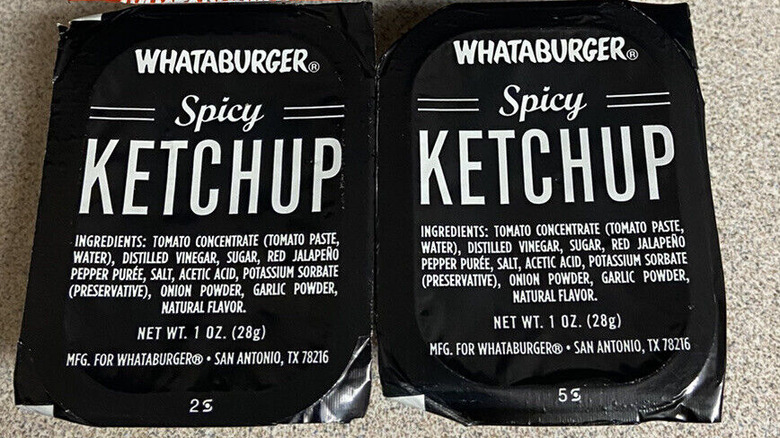 WHATABURGER®
Spicy
KETCHUP
INGREDIENTS: TOMATO CONCENTRATE (TOMATO PASTE,
WATER), DISTILLED VINEGAR, SUGAR, RED JALAPEÑO
PEPPER PURÉE, SALT, ACETIC ACID, POTASSIUM SORBATE
(PRESERVATIVE), ONION POWDER, GARLIC POWDER,
NATURAL FLAVOR.
NET WT. 1 OZ. (28g)
MFG. FOR WHATABURGER® • SAN ANTONIO, TX 78216
2
WHATABURGER®
Spicy
KETCHUP
INGREDIENTS: TOMATO CONCENTRATE (TOMATO PASTE,
WATER), DISTILLED VINEGAR, SUGAR, RED JALAPEÑO
PEPPER PURÉE, SALT, ACETIC ACID, POTASSIUM SORBATE
(PRESERVATIVE), ONION POWDER, GARLIC POWDER,
NATURAL FLAVOR.
NET WT. 1 OZ. (28g)
MFG. FOR WHATABURGER® • SAN ANTONIO, TX 78216
5